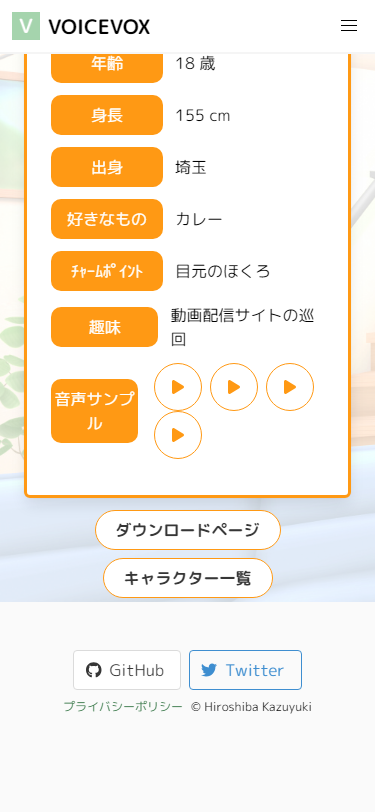 V VOICEVOX
年齢 18 歳
身長 155 cm
出身 埼玉
好きなもの カレー
ﾁｬｰﾑﾎﾟｲﾝﾄ 目元のほくろ
趣味 動画配信サイトの巡
回
音声サンプ
ル
ダウンロードページ
キャラクター一覧
GitHub Twitter
プライバシーポリシー © Hiroshiba Kazuyuki